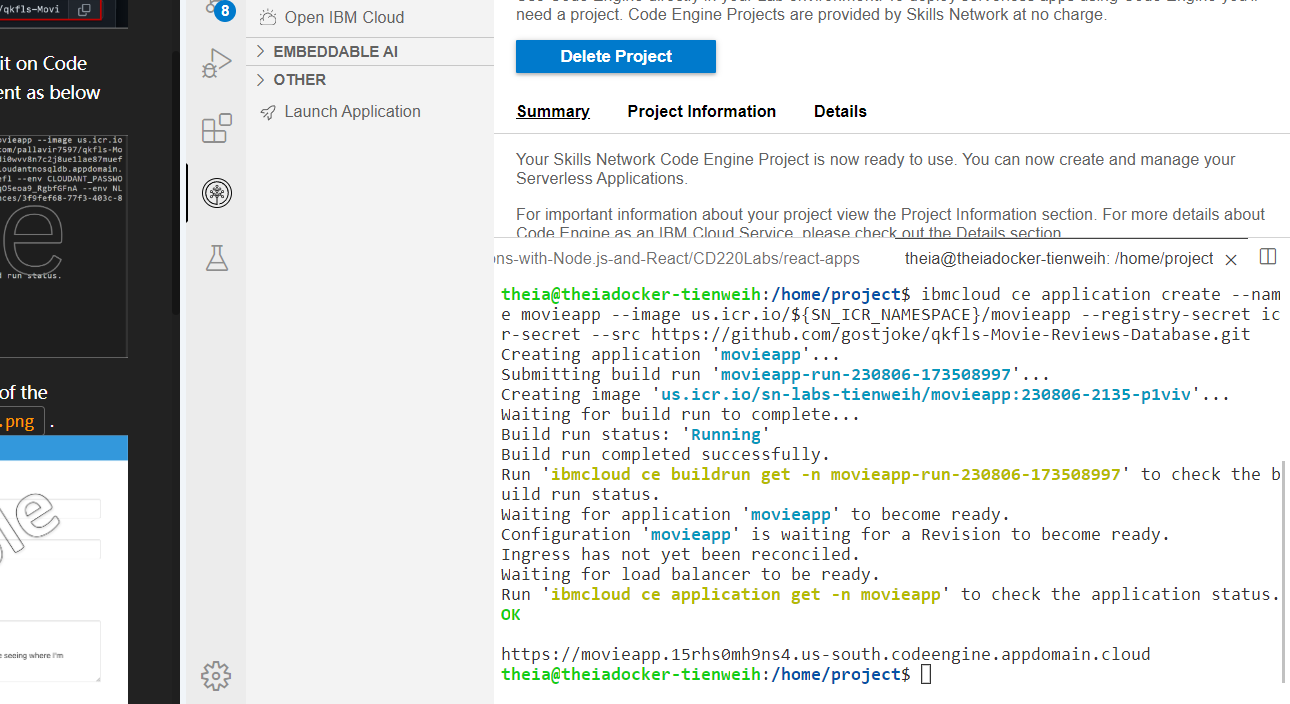 /qkfls-Movi
it on Code
ent as below
ovieapp --image us.icr.io
com/pallavir7597/qkfls-Mo
di0wvv8n7c2j8ue1lae87muef
loudantnosqldb.appdomain.
efl --env CLOUDANT_PASSWO
gO5eoa9_RgbfGFnA --env NL
nces/3f9fef68-77f3-403c-8
e
d run status.
of the
.png .
le
e seeing where I'm
8
Open IBM Cloud
EMBEDDABLE AI
OTHER
Launch Application
need a project. Code Engine Projects are provided by Skills Network at no charge.
Delete Project
Summary Project Information Details
Your Skills Network Code Engine Project is now ready to use. You can now create and manage your
Serverless Applications.
For important information about your project view the Project Information section. For more details about
Code Engine as an IBM Cloud Service, please check out the Details section
ons-with-Node.js-and-React/CD220Labs/react-apps theia@theiadocker-tienweih: /home/project
theia@theiadocker-tienweih:/home/project$ ibmcloud ce application create --nam
e movieapp --image us.icr.io/${SN_ICR_NAMESPACE}/movieapp --registry-secret ic
r-secret --src https://github.com/gostjoke/qkfls-Movie-Reviews-Database.git
Creating application 'movieapp'...
Submitting build run 'movieapp-run-230806-173508997'...
Creating image 'us.icr.io/sn-labs-tienweih/movieapp:230806-2135-p1viv'...
Waiting for build run to complete...
Build run status: 'Running'
Build run completed successfully.
Run 'ibmcloud ce buildrun get -n movieapp-run-230806-173508997' to check the b
uild run status.
Waiting for application 'movieapp' to become ready.
Configuration 'movieapp' is waiting for a Revision to become ready.
Ingress has not yet been reconciled.
Waiting for load balancer to be ready.
Run 'ibmcloud ce application get -n movieapp' to check the application status.
OK
https://movieapp.15rhs0mh9ns4.us-south.codeengine.appdomain.cloud
theia@theiadocker-tienweih:/home/project$